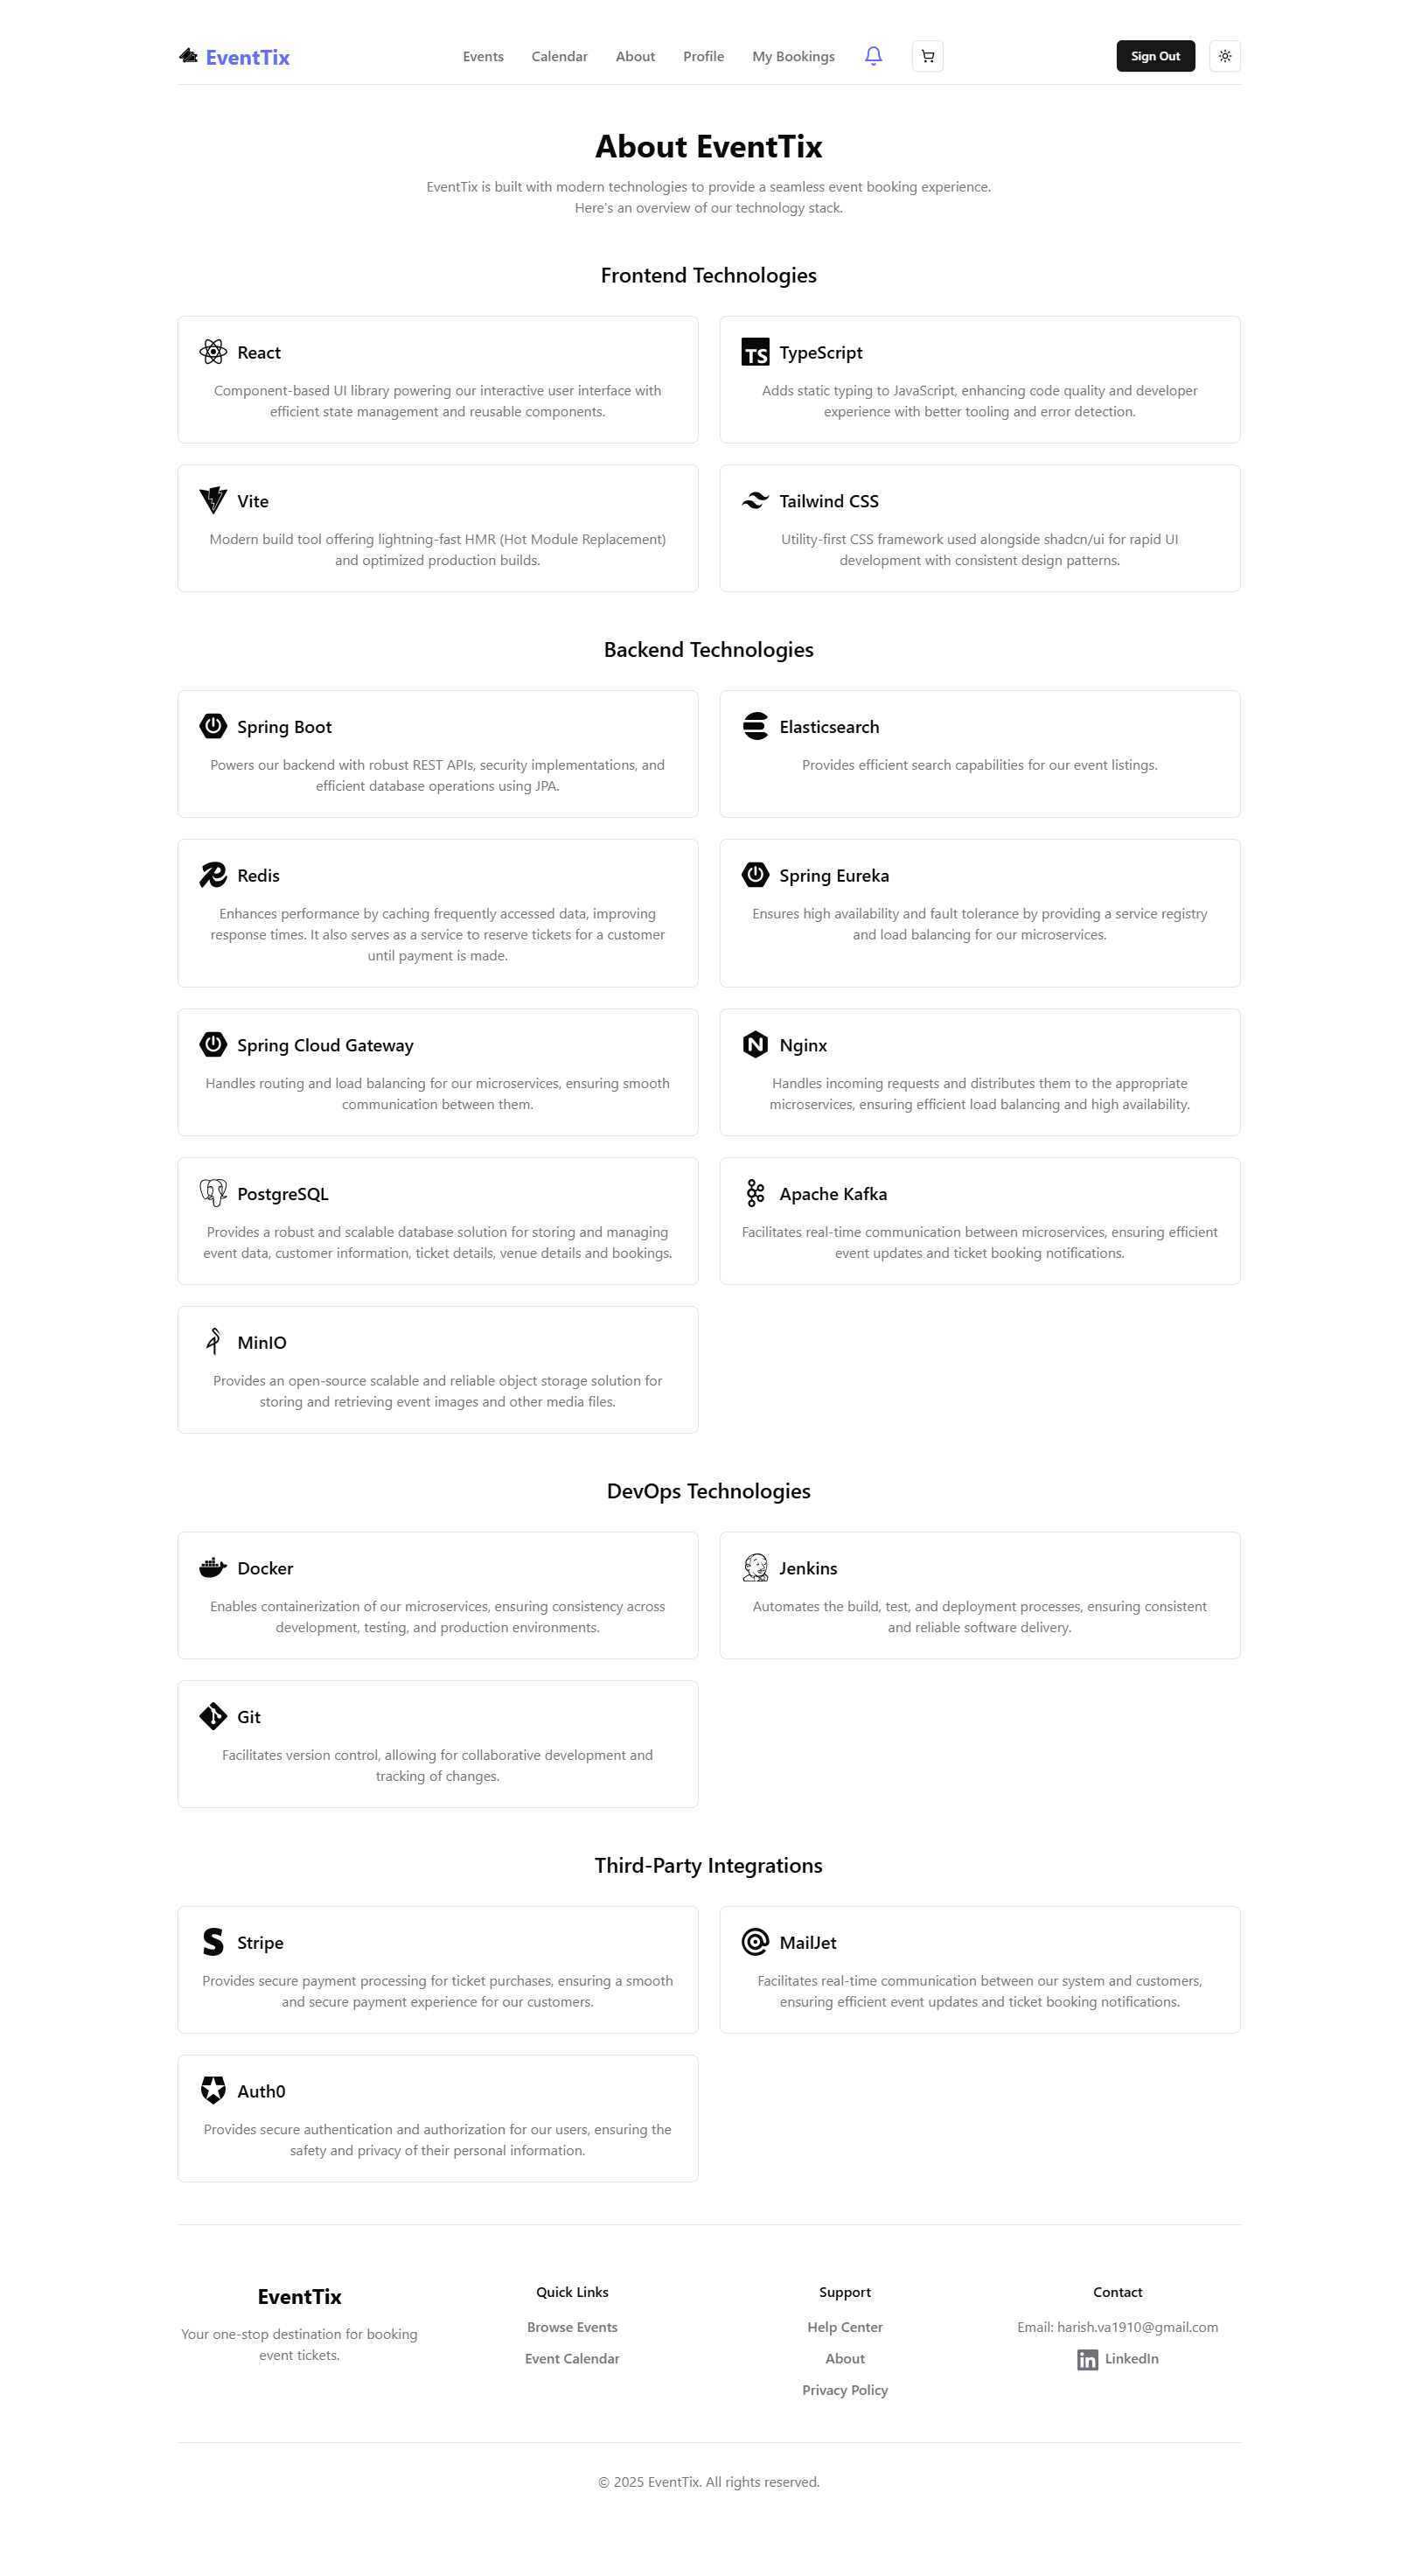 EventTix
Events
Calendar
About
Profile
My Bookings
Sign Out
About EventTix
EventTix is built with modern technologies to provide a seamless event booking experience.
Here's an overview of our technology stack.
Frontend Technologies
React
Component-based UI library powering our interactive user interface with
efficient state management and reusable components.
TS
TypeScript
Adds static typing to JavaScript, enhancing code quality and developer
experience with better tooling and error detection.
Vite
Modern build tool offering lightning-fast HMR (Hot Module Replacement)
and optimized production builds.
Tailwind CSS
Utility-first CSS framework used alongside shadcn/ui for rapid UI
development with consistent design patterns.
Backend Technologies
Spring Boot
Powers our backend with robust REST APIs, security implementations, and
efficient database operations using JPA.
Elasticsearch
Provides efficient search capabilities for our event listings.
Redis
Enhances performance by caching frequently accessed data, improving
response times. It also serves as a service to reserve tickets for a customer
until payment is made.
Spring Eureka
Ensures high availability and fault tolerance by providing a service registry
and load balancing for our microservices.
Spring Cloud Gateway
Handles routing and load balancing for our microservices, ensuring smooth
communication between them.
Nginx
Handles incoming requests and distributes them to the appropriate
microservices, ensuring efficient load balancing and high availability.
PostgreSQL
Provides a robust and scalable database solution for storing and managing
event data, customer information, ticket details, venue details and bookings.
Apache Kafka
Facilitates real-time communication between microservices, ensuring efficient
event updates and ticket booking notifications.
MinIO
Provides an open-source scalable and reliable object storage solution for
storing and retrieving event images and other media files.
DevOps Technologies
Docker
Enables containerization of our microservices, ensuring consistency across
development, testing, and production environments.
Jenkins
Automates the build, test, and deployment processes, ensuring consistent
and reliable software delivery.
Git
Facilitates version control, allowing for collaborative development and
tracking of changes.
Third-Party Integrations
Stripe
Provides secure payment processing for ticket purchases, ensuring a smooth
and secure payment experience for our customers.
MailJet
Facilitates real-time communication between our system and customers,
ensuring efficient event updates and ticket booking notifications.
Auth0
Provides secure authentication and authorization for our users, ensuring the
safety and privacy of their personal information.
EventTix
Your one-stop destination for booking
event tickets.
Quick Links
Browse Events
Event Calendar
Support
Help Center
About
Privacy Policy
Contact
Email: harish.va1910@gmail.com
LinkedIn
© 2025 EventTix. All rights reserved.